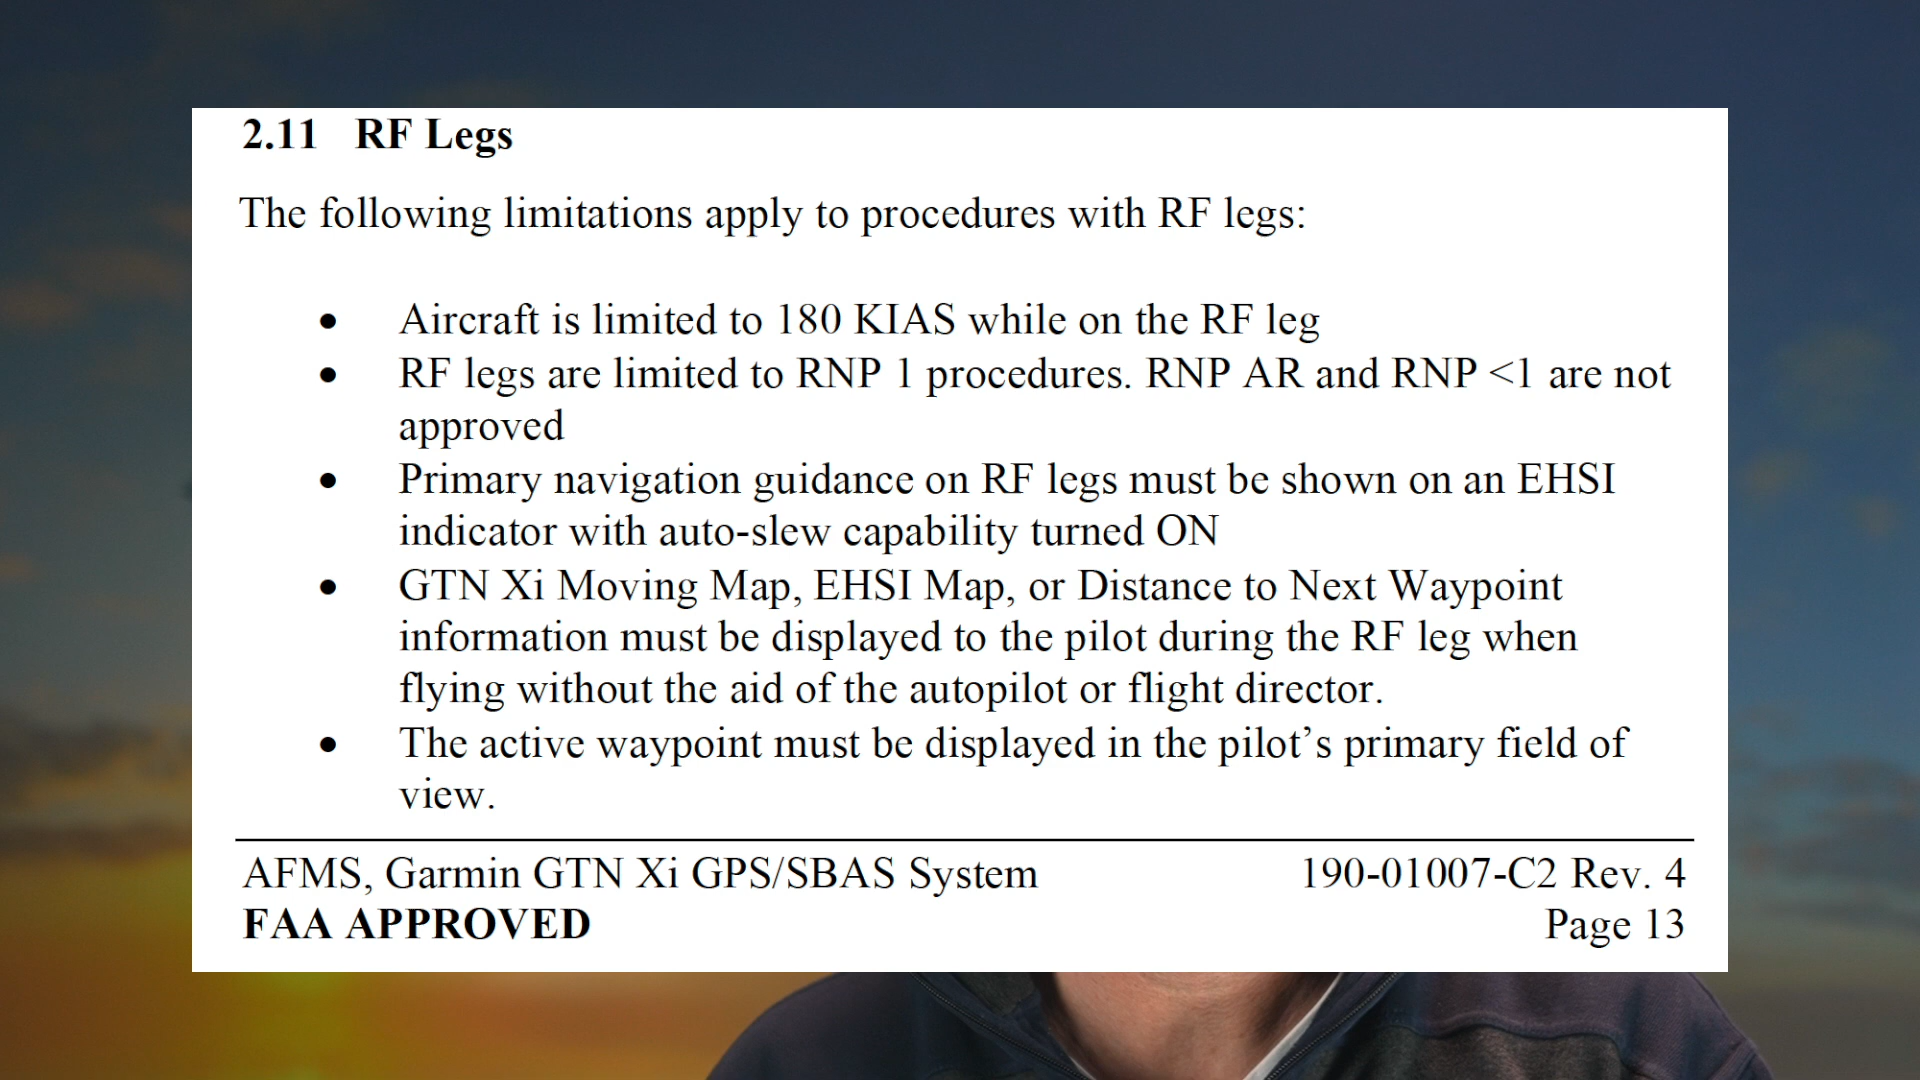 2.11 RF Legs
The following limitations apply to procedures with RF legs:
• Aircraft is limited to 180 KIAS while on the RF leg
• RF legs are limited to RNP 1 procedures. RNP AR and RNP <1 are not
approved
• Primary navigation guidance on RF legs must be shown on an EHSI
indicator with auto-slew capability turned ON
• GTN Xi Moving Map, EHSI Map, or Distance to Next Waypoint
information must be displayed to the pilot during the RF leg when
flying without the aid of the autopilot or flight director.
• The active waypoint must be displayed in the pilot’s primary field of
view.
AFMS, Garmin GTN Xi GPS/SBAS System 190-01007-C2 Rev. 4
FAA APPROVED Page 13